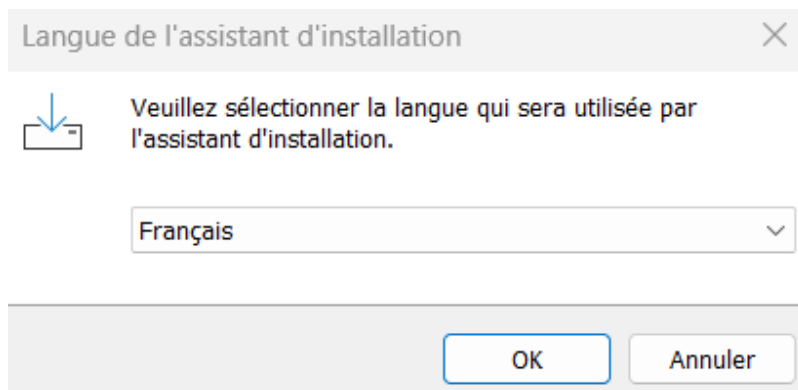 Langue de l'assistant d'installation
Veuillez sélectionner la langue qui sera utilisée par
l'assistant d'installation.
Français
OK
Annuler